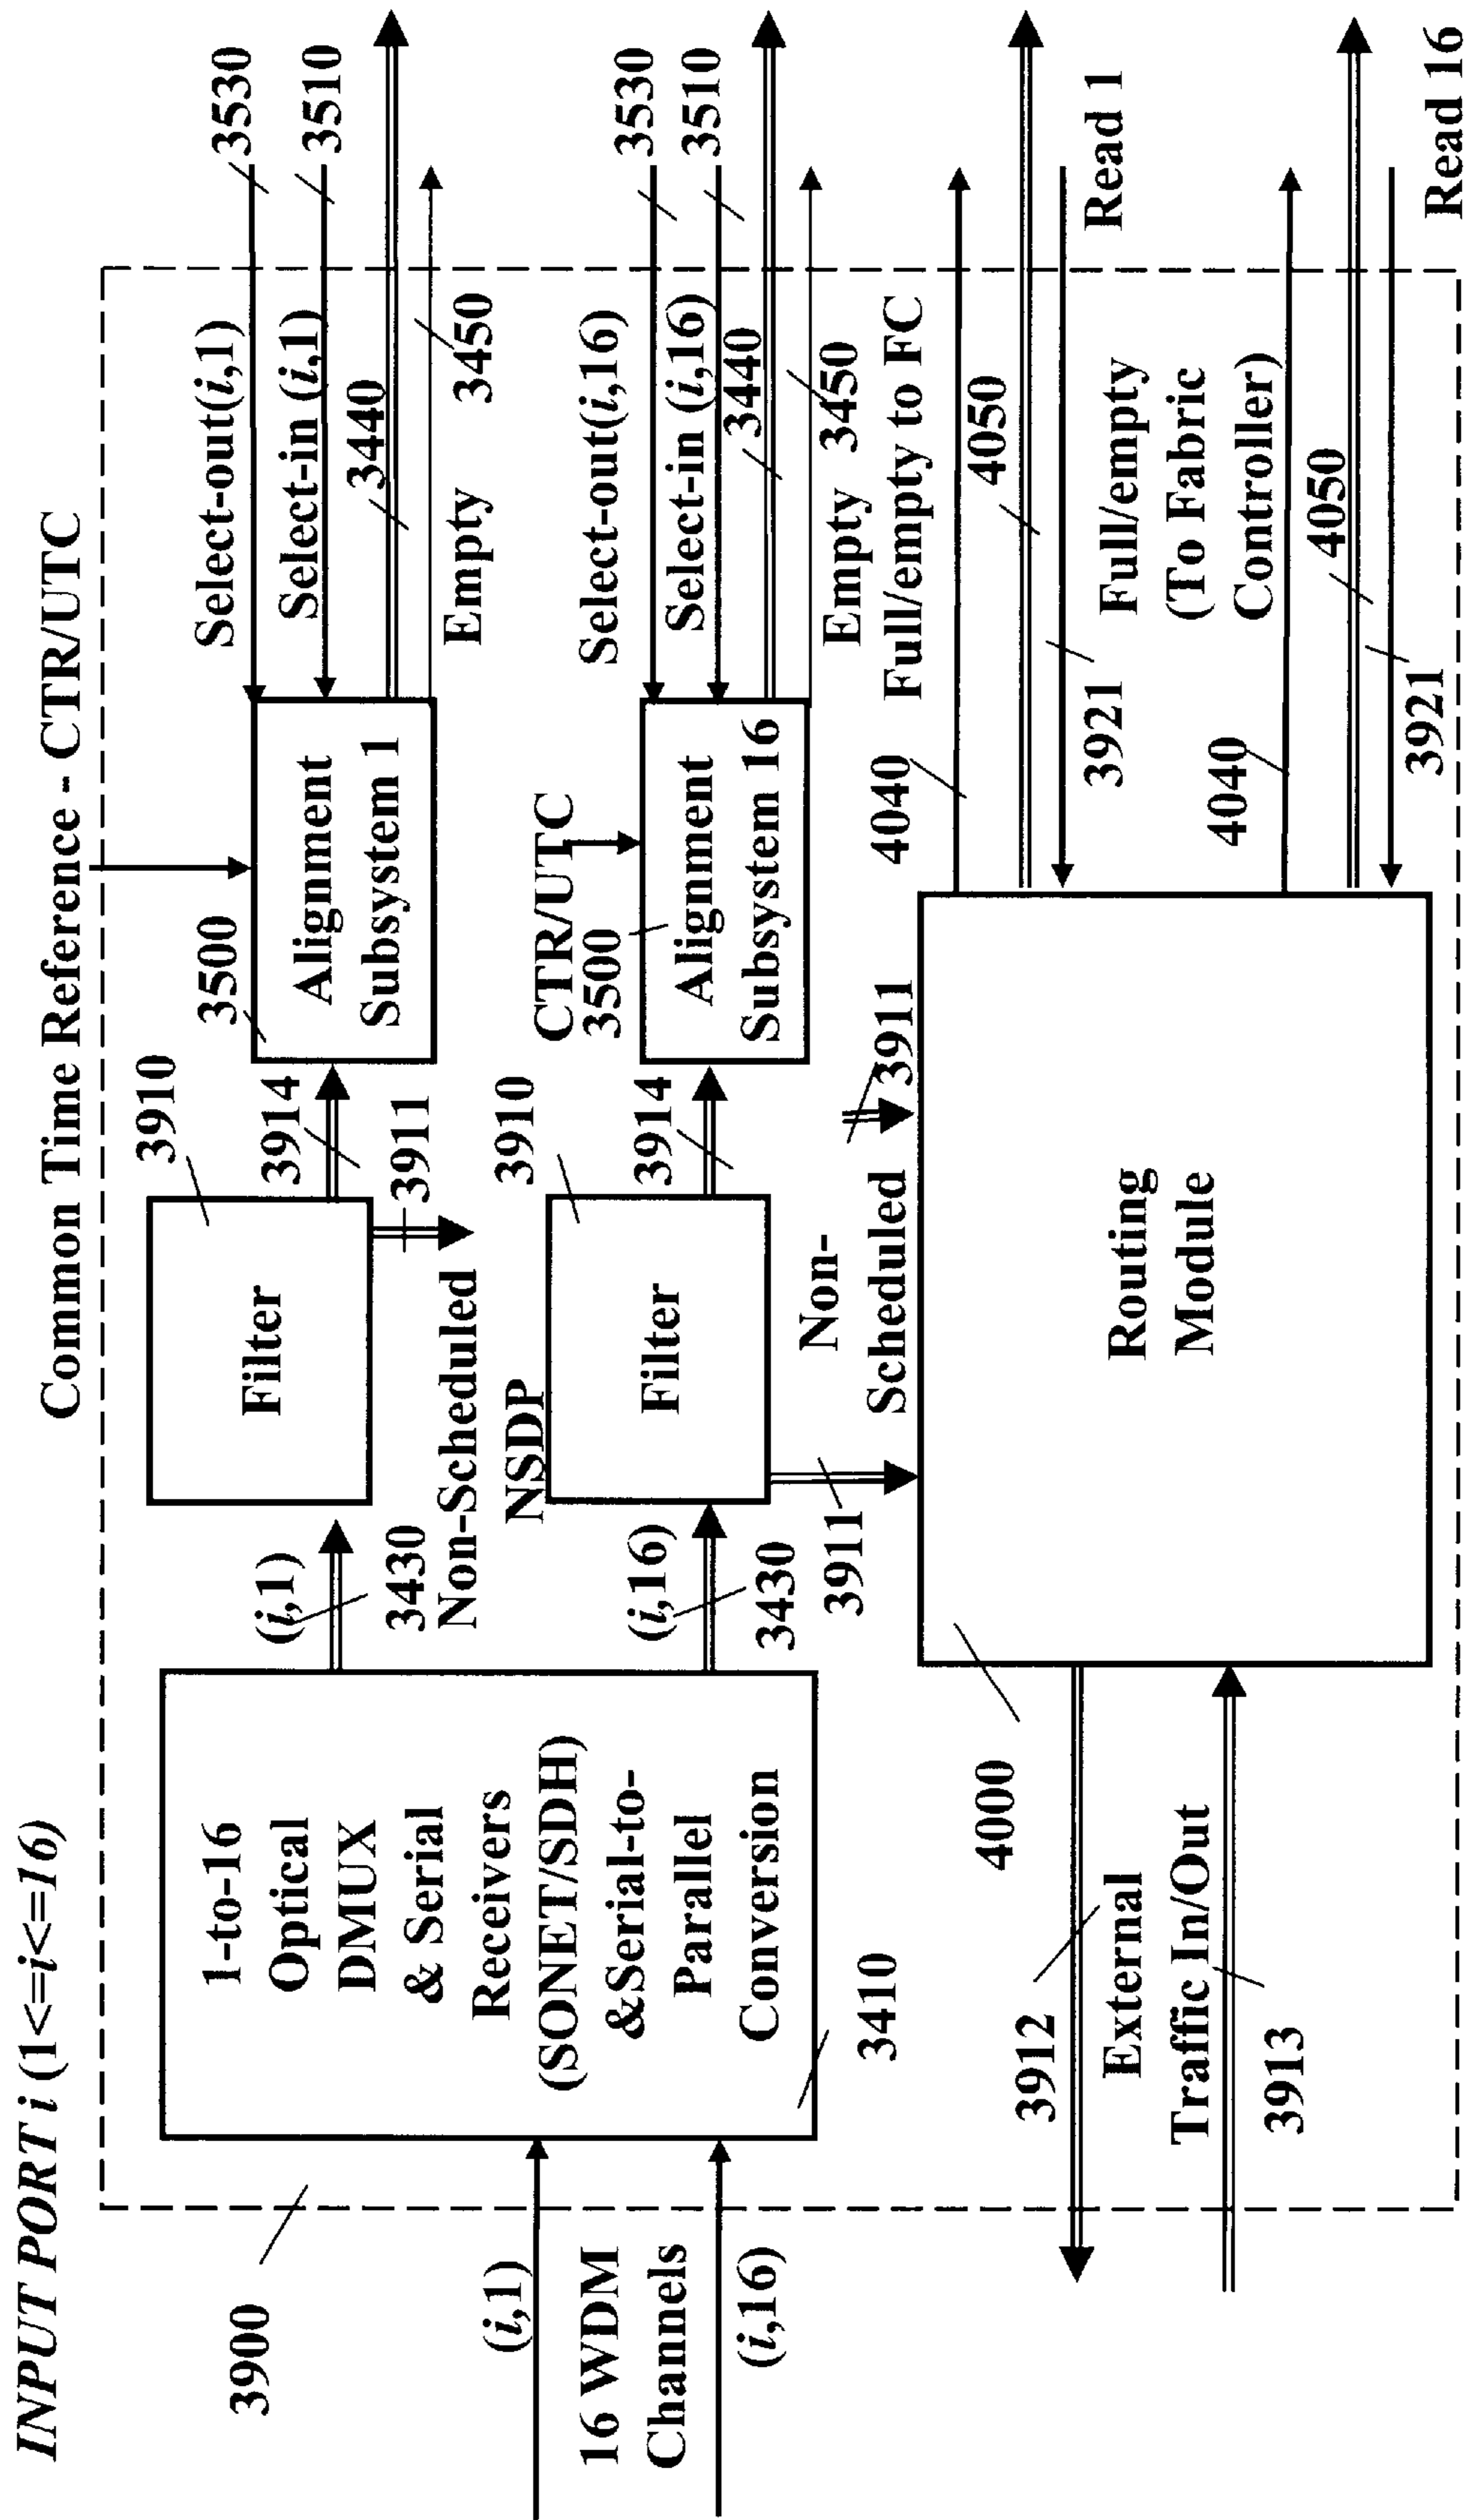 INPUT PORT i (1<=i<=16)
Common Time Reference - CTR/UTC
3900
(i,1)
16 WDM
Channels
(i,16)
1-to-16
Optical
DMUX
& Serial
Receivers
(SONET/SDH)
&Serial-to-
Parallel
Conversion
3410
(i,1)
3430
Non-Scheduled
NSDP
(i,16)
3430
3911
3910
Filter
3914
3911
3910
Filter
3914
Non-
Scheduled
3911
3500
Alignment
Subsystem 1
CTR/UTC
3500
Alignment
Subsystem 16
Select-out(i,1)
3530
Select-in (i,1)
3510
3440
Empty
3450
Select-out(i,16)
3530
Select-in (i,16)
3510
3440
Empty
3450
Full/empty to FC
4040
4050
Read 1
3921
Full/empty
(To Fabric
Controller)
4040
4050
3921
Read 16
Routing
Module
4000
3912
External
Traffic In/Out
3913